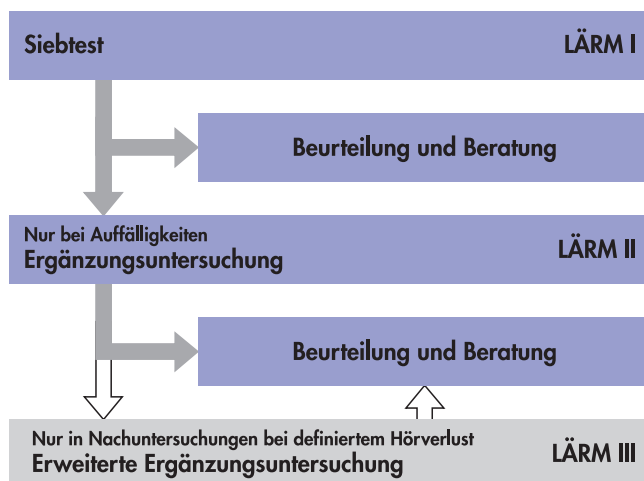 Siebtest LÄRM I
Beurteilung und Beratung
Nur bei Auffälligkeiten
Ergänzungsuntersuchung LÄRM II
Beurteilung und Beratung
Nur in Nachuntersuchungen bei definiertem Hörverlust
Erweiterte Ergänzungsuntersuchung LÄRM III